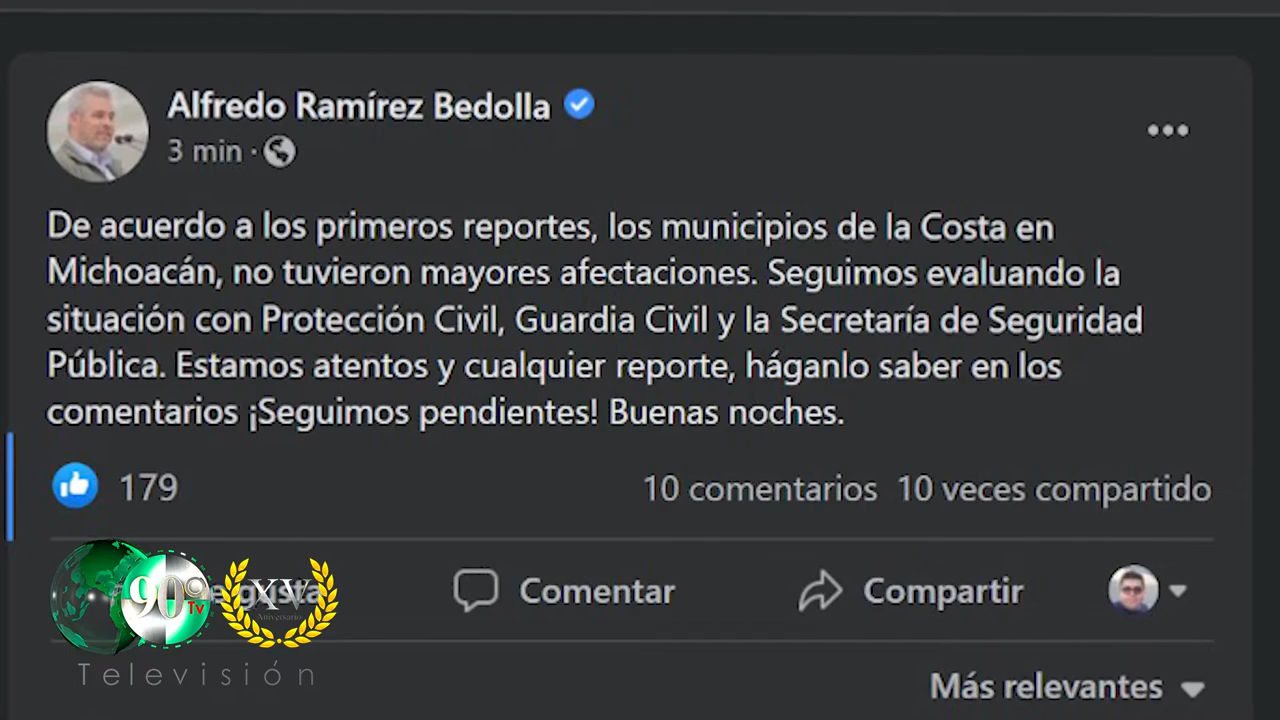 Alfredo Ramírez Bedolla
3 min ·
De acuerdo a los primeros reportes, los municipios de la Costa en
Michoacán, no tuvieron mayores afectaciones. Seguimos evaluando la
situación con Protección Civil, Guardia Civil y la Secretaría de Seguridad
Pública. Estamos atentos y cualquier reporte, háganlo saber en los
comentarios ¡Seguimos pendientes! Buenas noches.
179
10 comentarios 10 veces compartido
gusta
Comentar
Compartir
90° Tv
XV
Aniversario
Televisión
Más relevantes